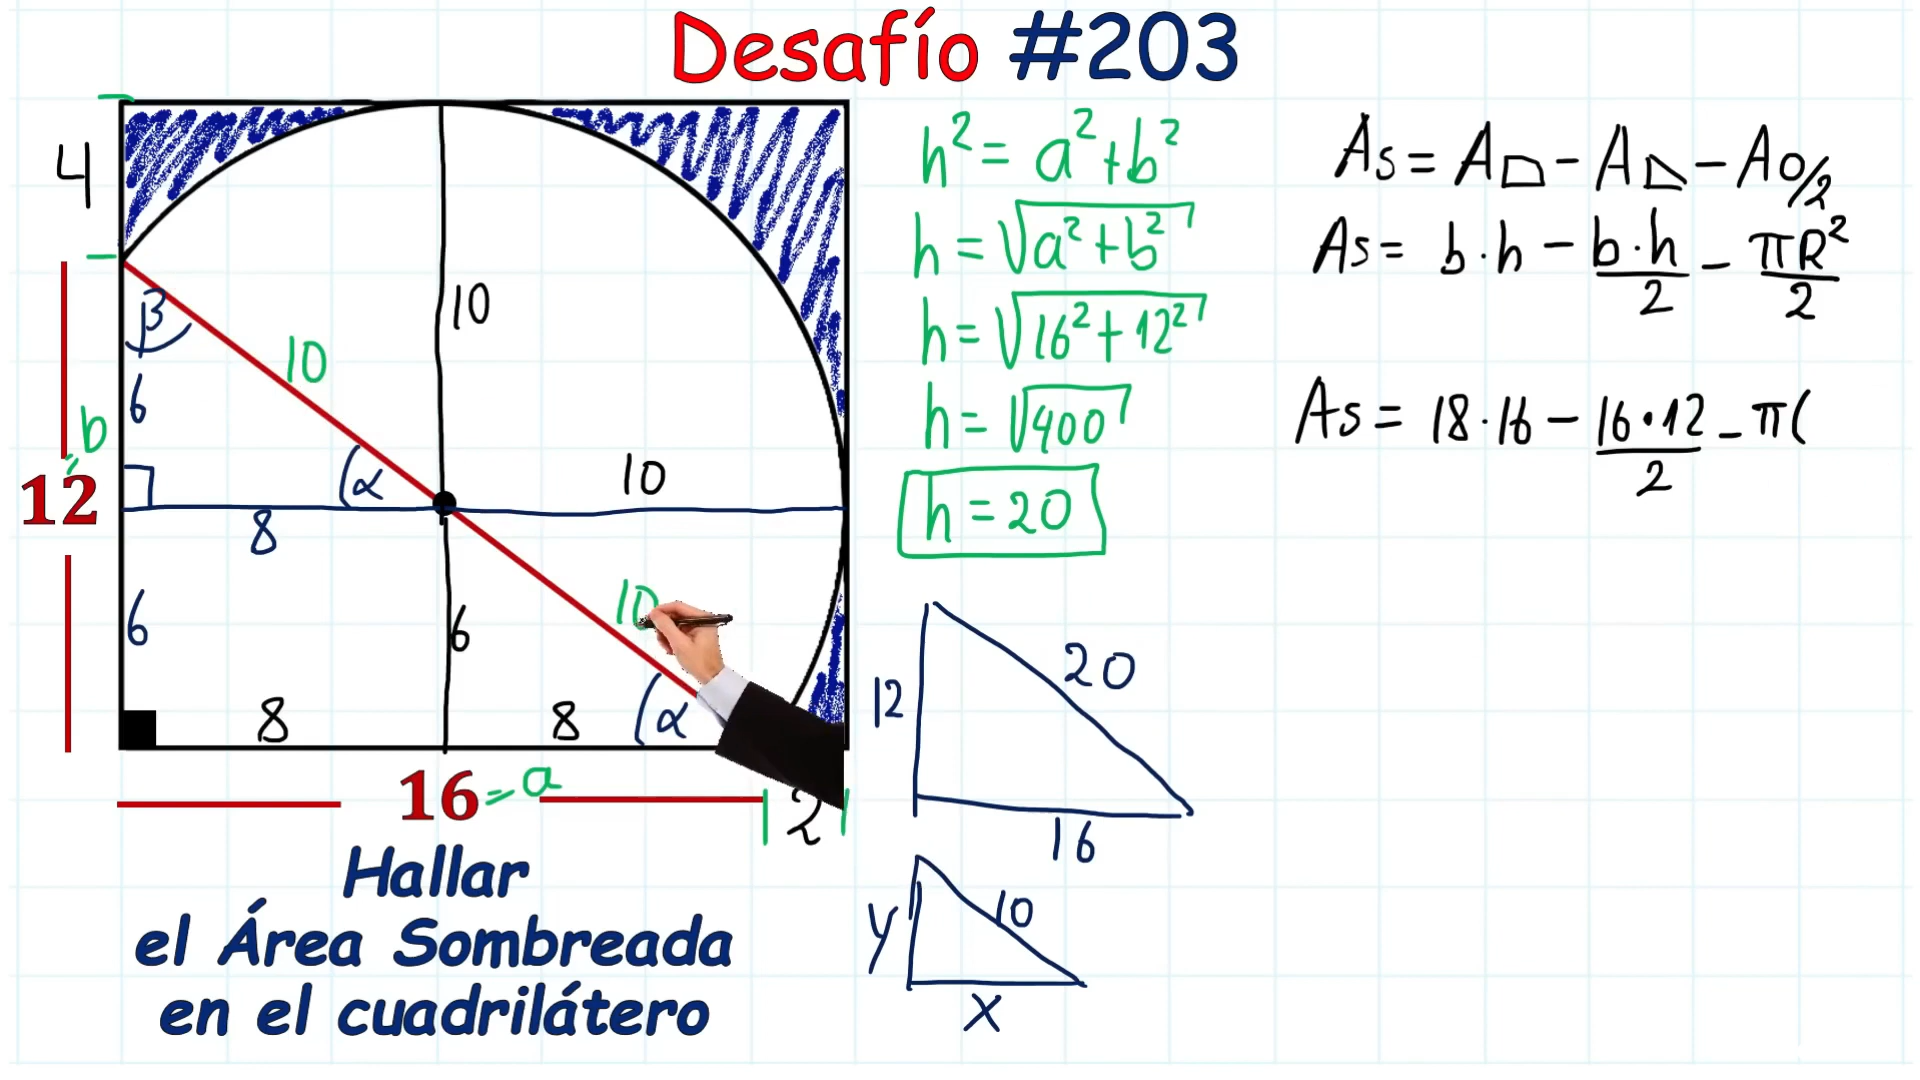 Desafío #203
4
10
β
10
6
b
=
12
α
8
10
6
6
10
8
8
α
16 = a
2
Hallar
el Área Sombreada
en el cuadrilátero
h² = a² + b²
h = √a² + b²
h = √16² + 12²
h = √400
h = 20
12
20
16
y
10
x
As = A▱ - A◺ - A○/2
As = b·h - b·h/2 - πR²/2
As = 18·16 - 16·12/2 - π(